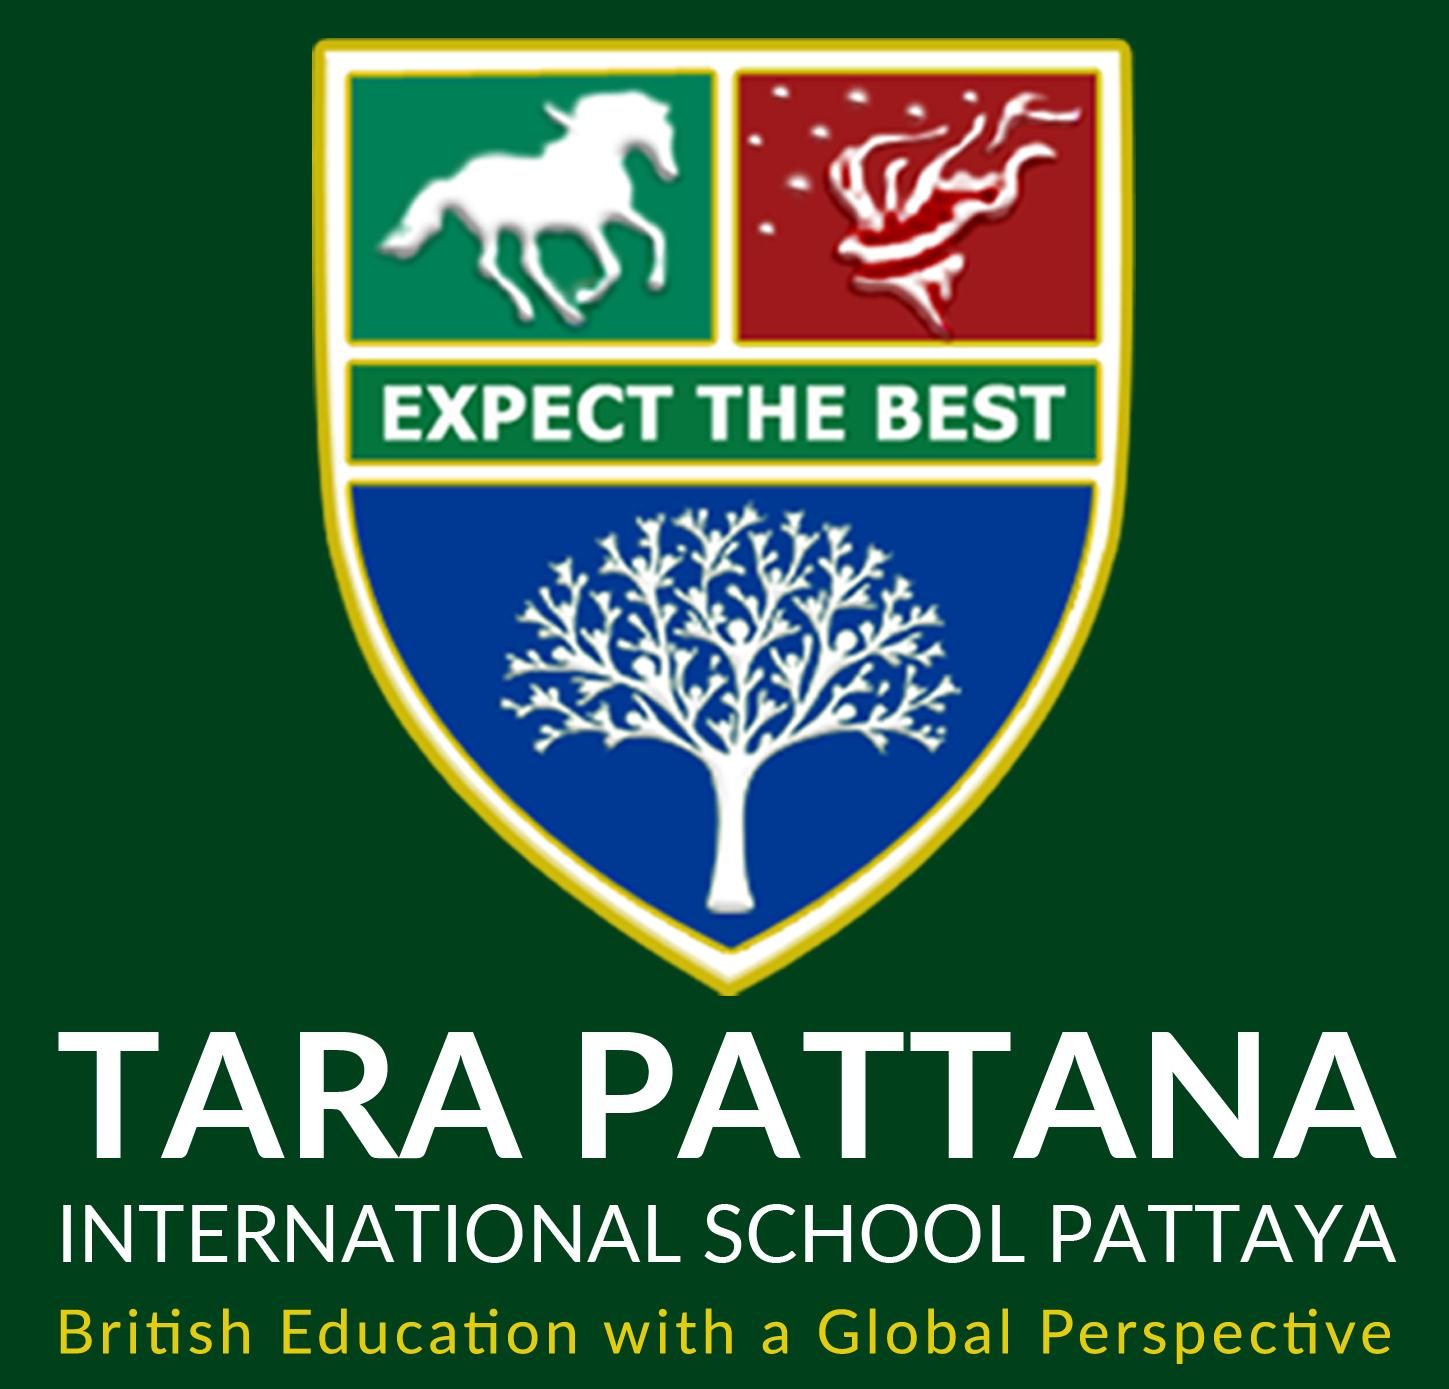 EXPECT THE BEST
TARA PATTANA
INTERNATIONAL SCHOOL PATTAYA
British Education with a Global Perspective